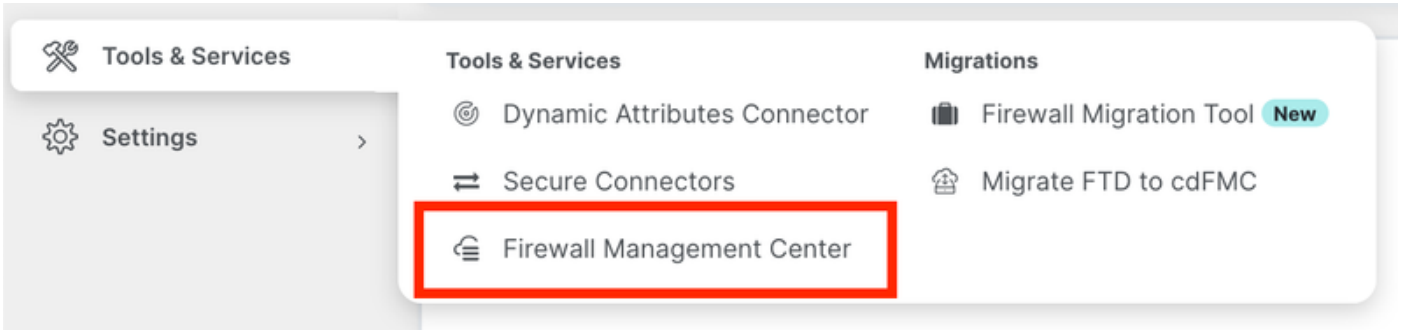 Tools & Services
Settings
Tools & Services
Dynamic Attributes Connector
Secure Connectors
Firewall Management Center
Migrations
Firewall Migration Tool New
Migrate FTD to cdFMC